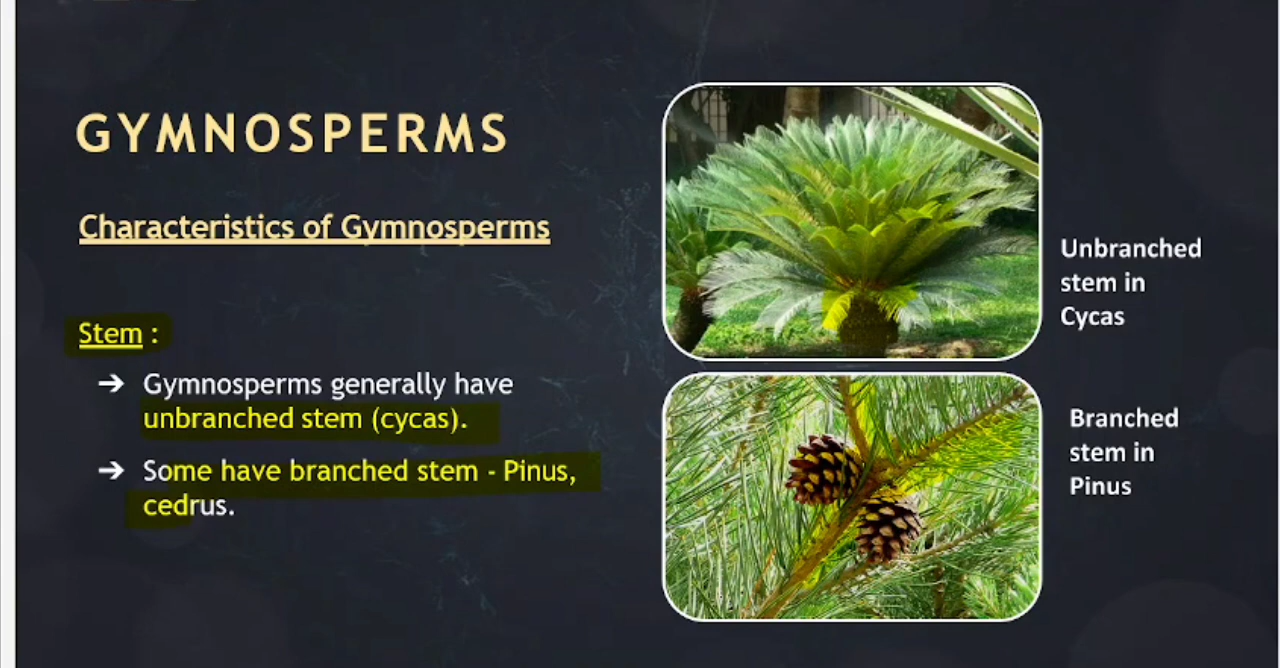 GYMNOSPERMS
Characteristics of Gymnosperms
Stem :
➔ Gymnosperms generally have
unbranched stem (cycas).
➔ Some have branched stem - Pinus,
cedrus.
Unbranched
stem in
Cycas
Branched
stem in
Pinus